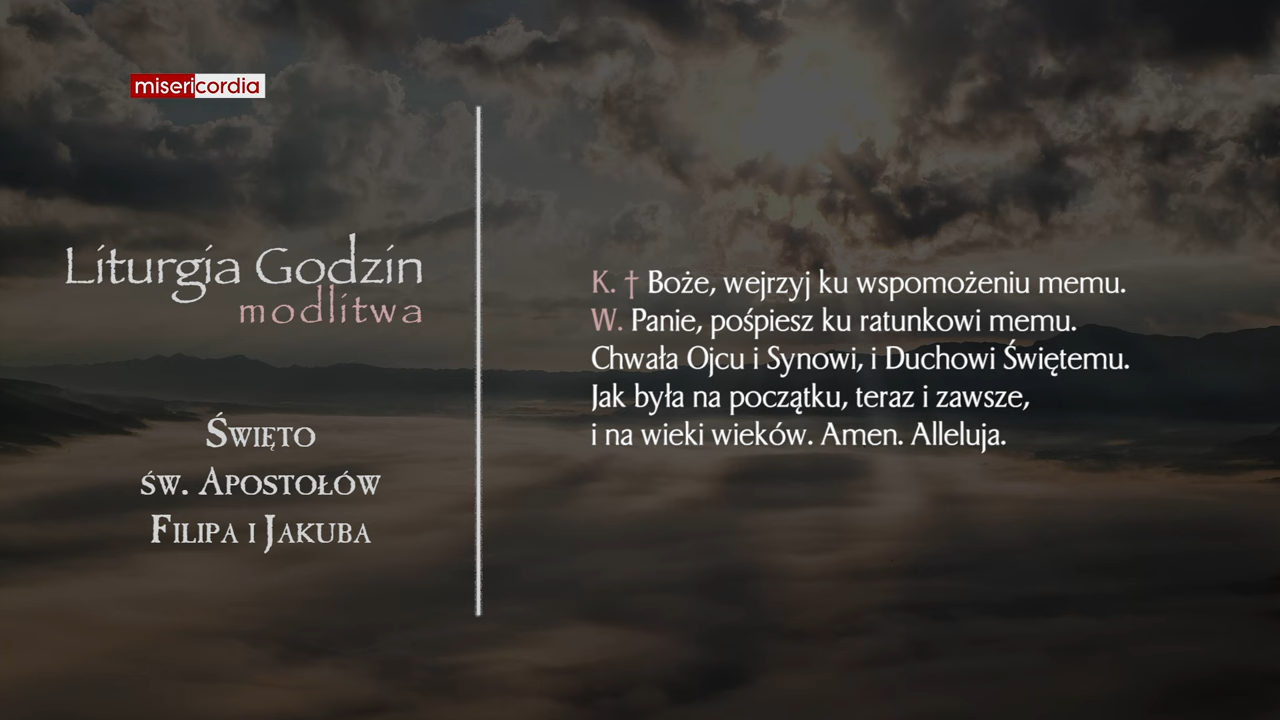 misericordia
Liturgia Godzin
modlitwa
Święto
św. Apostołów
Filipa i Jakuba
K. † Boże, wejrzyj ku wspomożeniu memu.
W. Panie, pośpiesz ku ratunkowi memu.
Chwała Ojcu i Synowi, i Duchowi Świętemu.
Jak była na początku, teraz i zawsze,
i na wieki wieków. Amen. Alleluja.